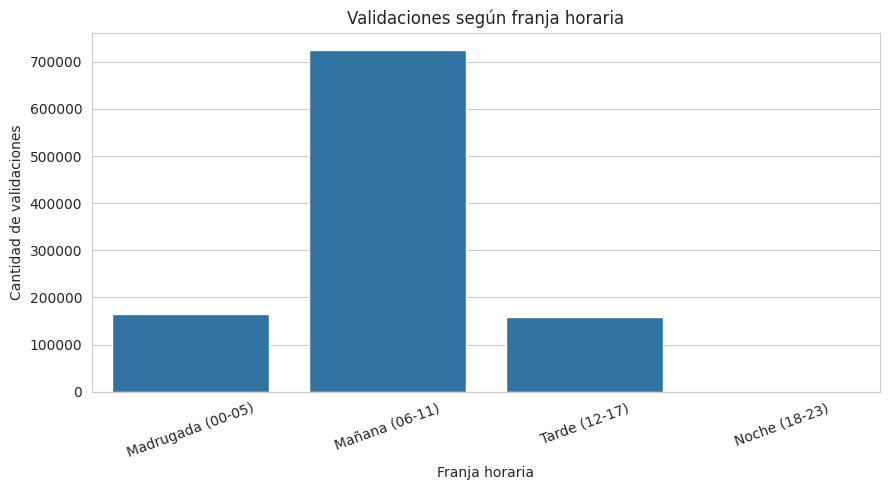 Validaciones según franja horaria
Cantidad de validaciones
700000
600000
500000
400000
300000
200000
100000
0
Madrugada (00-05)
Mañana (06-11)
Tarde (12-17)
Noche (18-23)
Franja horaria